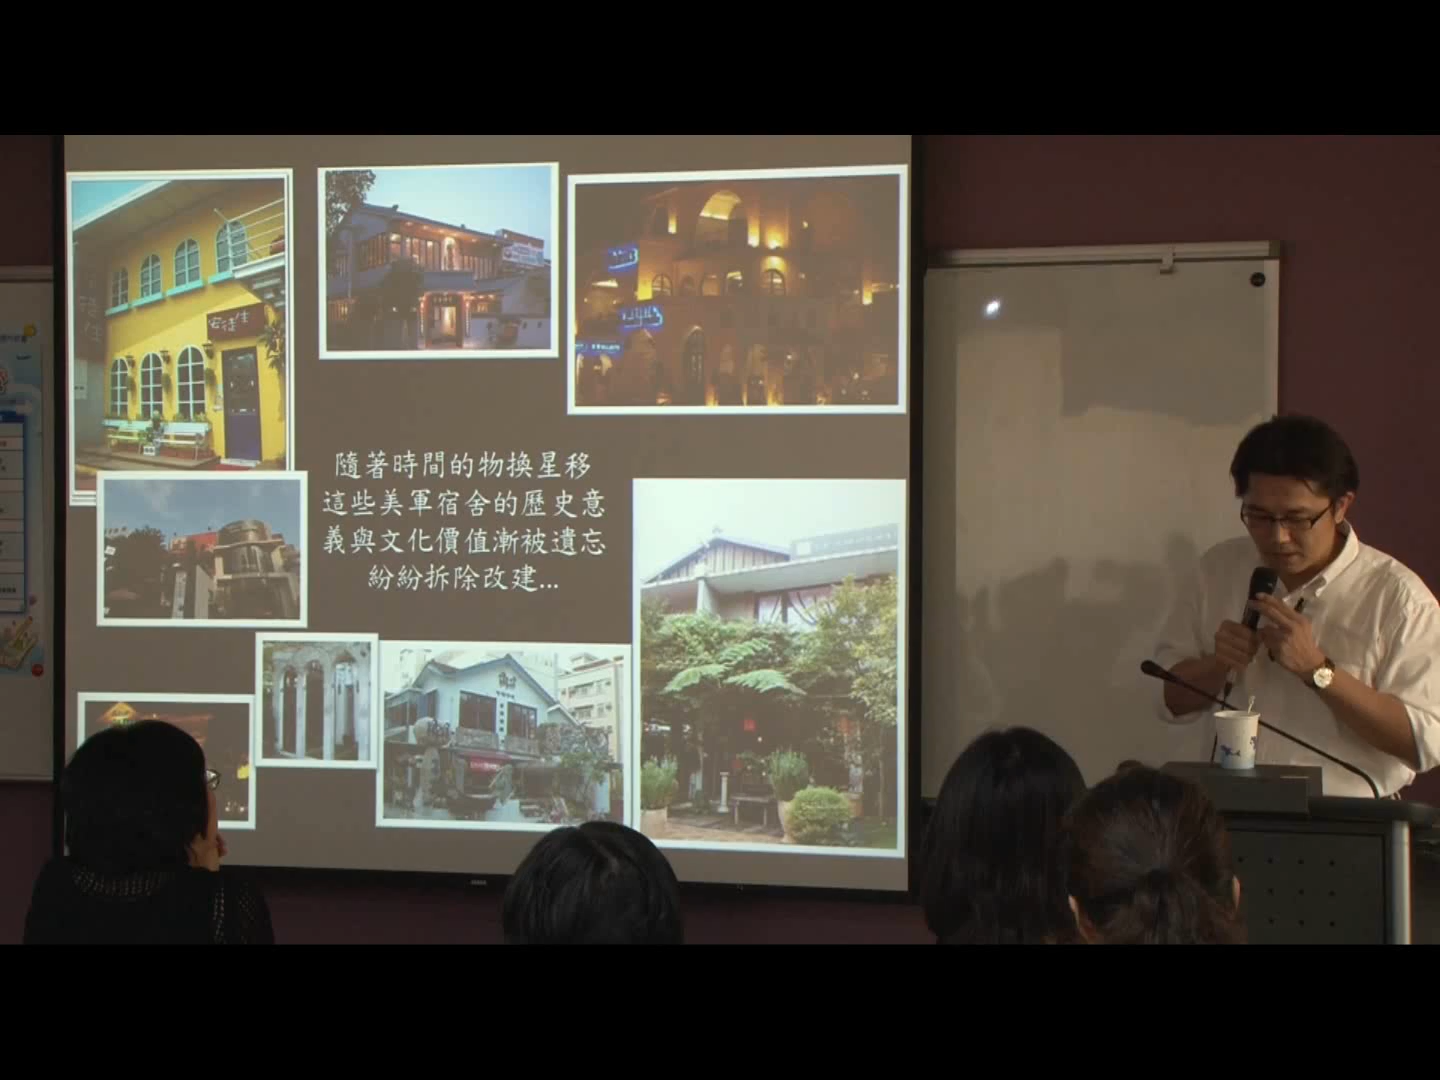 隨著時間的物換星移
這些美軍宿舍的歷史意
義與文化價值漸被遺忘
紛紛拆除改建...